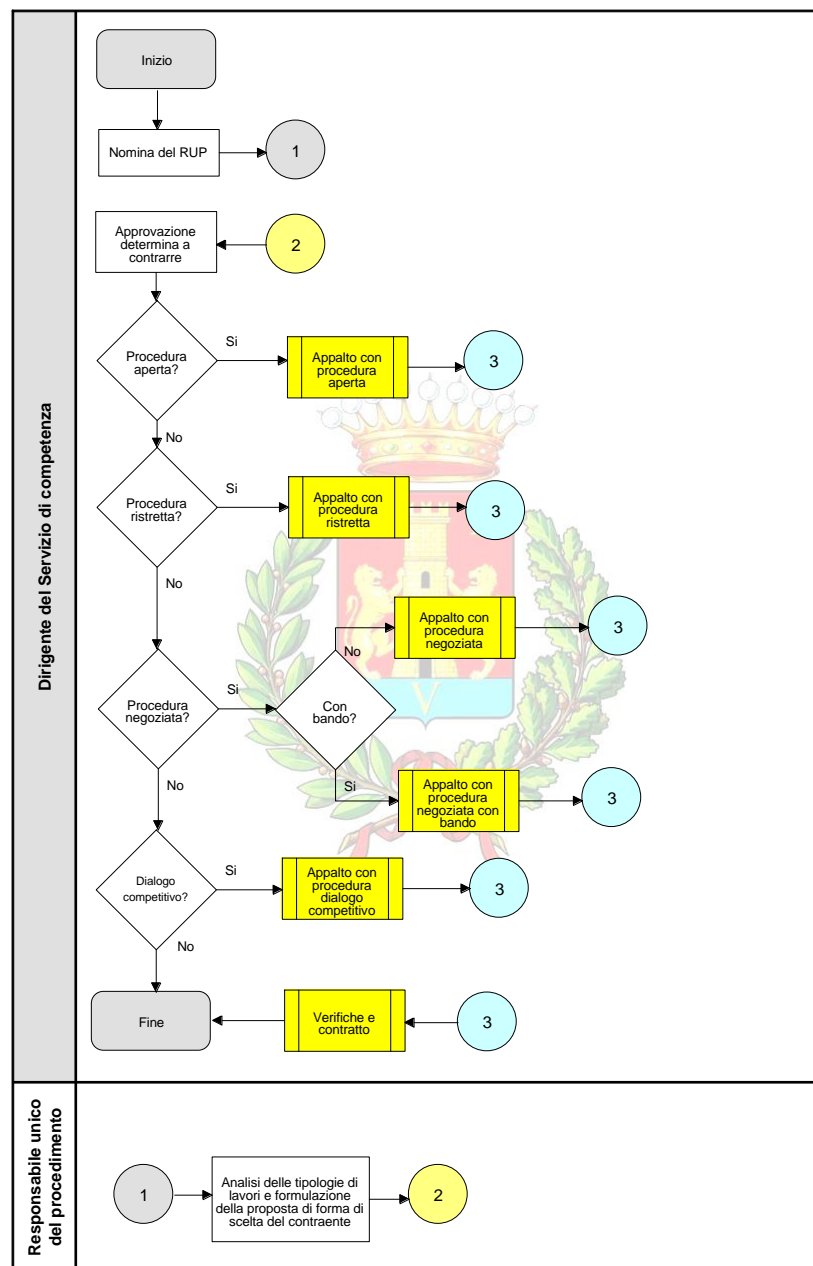 Dirigente del Servizio di competenza
Inizio
Nomina del RUP
1
Approvazione
determina a
contrarre
2
Procedura
aperta?
Si
Appalto con
procedura
aperta
3
No
Procedura
ristretta?
Si
Appalto con
procedura
ristretta
3
No
Appalto con
procedura
negoziata
3
No
Procedura
negoziata?
Si
Con
bando?
V
Si
Appalto con
procedura
negoziata con
bando
3
No
Dialogo
competitivo?
Si
Appalto con
procedura
dialogo
competitivo
3
No
Fine
Verifiche e
contratto
3
Responsabile unico
del procedimento
1
Analisi delle tipologie di
lavori e formulazione
della proposta di forma di
scelta del contraente
2